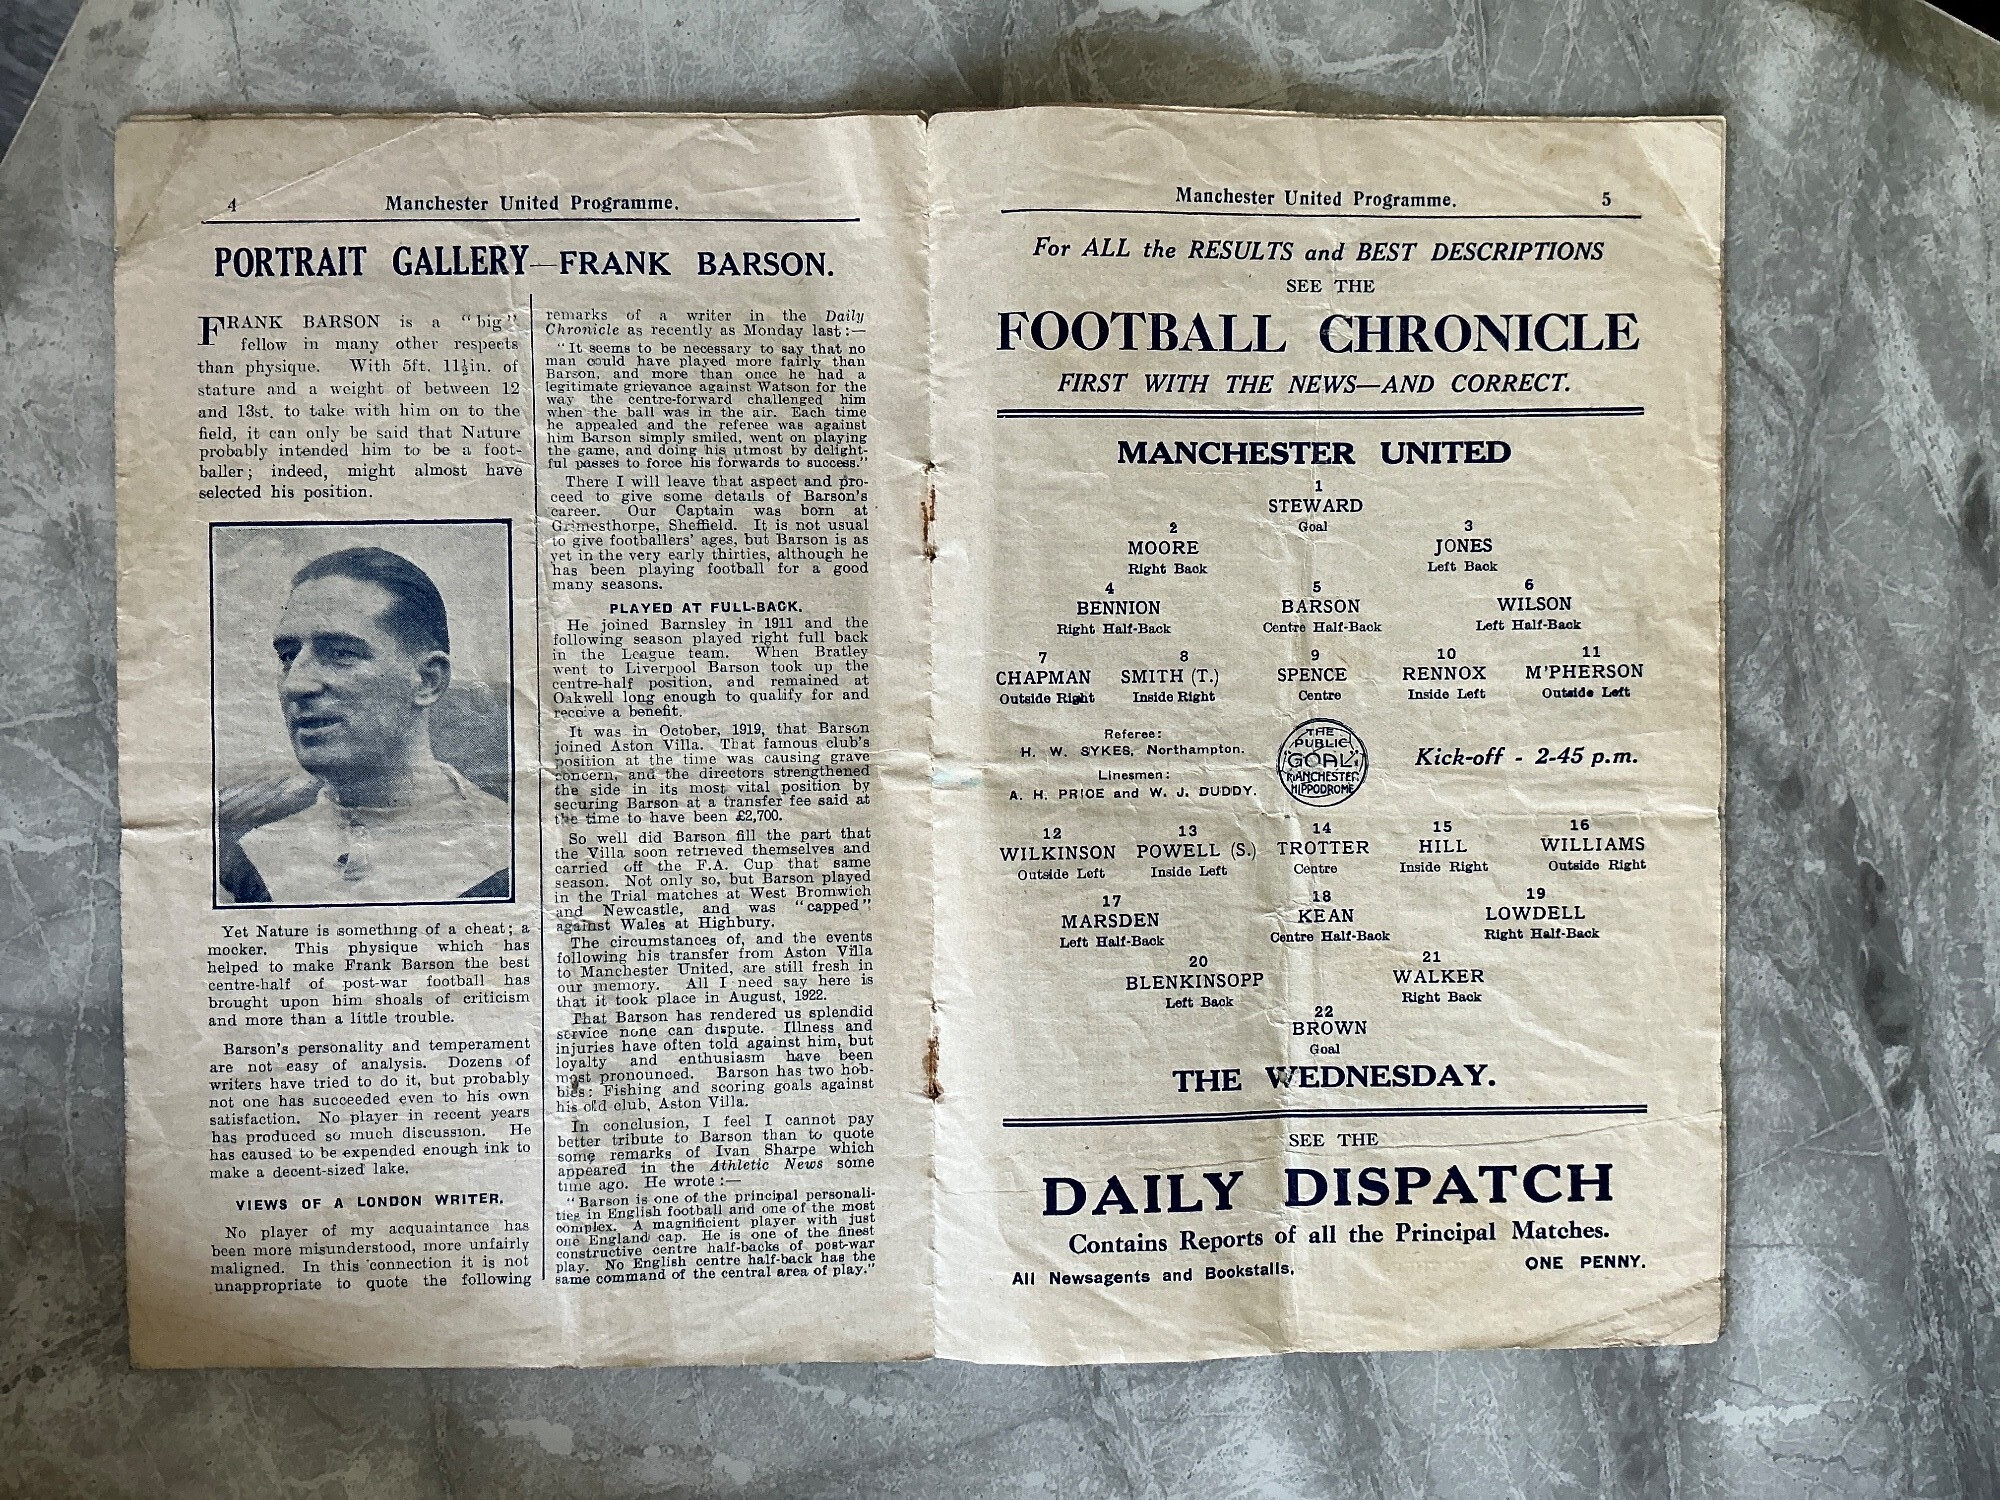 4
Manchester United Programme.
PORTRAIT GALLERY—FRANK BARSON.
FRANK BARSON is a "big"
fellow in many other respects
than physique. With 5ft. 11½in. of
stature and a weight of between 12
and 13st. to take with him on to the
field, it can only be said that Nature
probably intended him to be a foot-
baller; indeed, might almost have
selected his position.
Yet Nature is something of a cheat; a
mocker. This physique which has
helped to make Frank Barson the best
centre-half of post-war football has
brought upon him shoals of criticism
and more than a little trouble.
Barson's personality and temperament
are not easy of analysis. Dozens of
writers have tried to do it, but probably
not one has succeeded even to his own
satisfaction. No player in recent years
has produced so much discussion. He
has caused to be expended enough ink to
make a decent-sized lake.
VIEWS OF A LONDON WRITER.
No player of my acquaintance has
been more misunderstood, more unfairly
maligned. In this connection it is not
unappropriate to quote the following
remarks of a writer in the Daily
Chronicle as recently as Monday last:—
"It seems to be necessary to say that no
man could have played more fairly than
Barson, and more than once he had a
legitimate grievance against Watson for the
way the centre-forward challenged him
when the ball was in the air. Each time
he appealed and the referee was against
him Barson simply smiled, went on playing
the game, and doing his utmost by delight-
ful passes to force his forwards to success."
There I will leave that aspect and pro-
ceed to give some details of Barson's
career. Our Captain was born at
Grimesthorpe, Sheffield. It is not usual
to give footballers' ages, but Barson is as
yet in the very early thirties, although he
has been playing football for a good
many seasons.
PLAYED AT FULL-BACK.
He joined Barnsley in 1911 and the
following season played right full back
in the League team. When Bratley
went to Liverpool Barson took up the
centre-half position, and remained at
Oakwell long enough to qualify for and
receive a benefit.
It was in October, 1919, that Barson
joined Aston Villa. That famous club's
position at the time was causing grave
concern, and the directors strengthened
the side in its most vital position by
securing Barson at a transfer fee said at
the time to have been £2,700.
So well did Barson fill the part that
the Villa soon retrieved themselves and
carried off the F.A. Cup that same
season. Not only so, but Barson played
in the Trial matches at West Bromwich
and Newcastle, and was "capped"
against Wales at Highbury.
The circumstances of, and the events
following his transfer from Aston Villa
to Manchester United, are still fresh in
our memory. All I need say here is
that it took place in August, 1922.
That Barson has rendered us splendid
service none can dispute. Illness and
injuries have often told against him, but
loyalty and enthusiasm have been
most pronounced. Barson has two hob-
bies: Fishing and scoring goals against
his old club, Aston Villa.
In conclusion, I feel I cannot pay
better tribute to Barson than to quote
some remarks of Ivan Sharpe which
appeared in the Athletic News some
time ago. He wrote:—
"Barson is one of the principal personali-
ties in English football and one of the most
complex. A magnificient player with just
one England cap. He is one of the finest
constructive centre half-backs of post-war
play. No English centre half-back has the
same command of the central area of play."
Manchester United Programme.
5
For ALL the RESULTS and BEST DESCRIPTIONS
SEE THE
FOOTBALL CHRONICLE
FIRST WITH THE NEWS—AND CORRECT.
MANCHESTER UNITED
1
STEWARD
Goal
2 3
MOORE JONES
Right Back Left Back
4 5 6
BENNION BARSON WILSON
Right Half-Back Centre Half-Back Left Half-Back
7 8 9 10 11
CHAPMAN SMITH (T.) SPENCE RENNOX M'PHERSON
Outside Right Inside Right Centre Inside Left Outside Left
Referee:
H. W. SYKES, Northampton.
Linesmen:
A. H. PRICE and W. J. DUDDY.
THE
PUBLIC
GOAL
MANCHESTER
HIPPODROME
Kick-off - 2-45 p.m.
12 13 14 15 16
WILKINSON POWELL (S.) TROTTER HILL WILLIAMS
Outside Left Inside Left Centre Inside Right Outside Right
17 18 19
MARSDEN KEAN LOWDELL
Left Half-Back Centre Half-Back Right Half-Back
20 21
BLENKINSOPP WALKER
Left Back Right Back
22
BROWN
Goal
THE WEDNESDAY.
SEE THE
DAILY DISPATCH
Contains Reports of all the Principal Matches.
All Newsagents and Bookstalls. ONE PENNY.